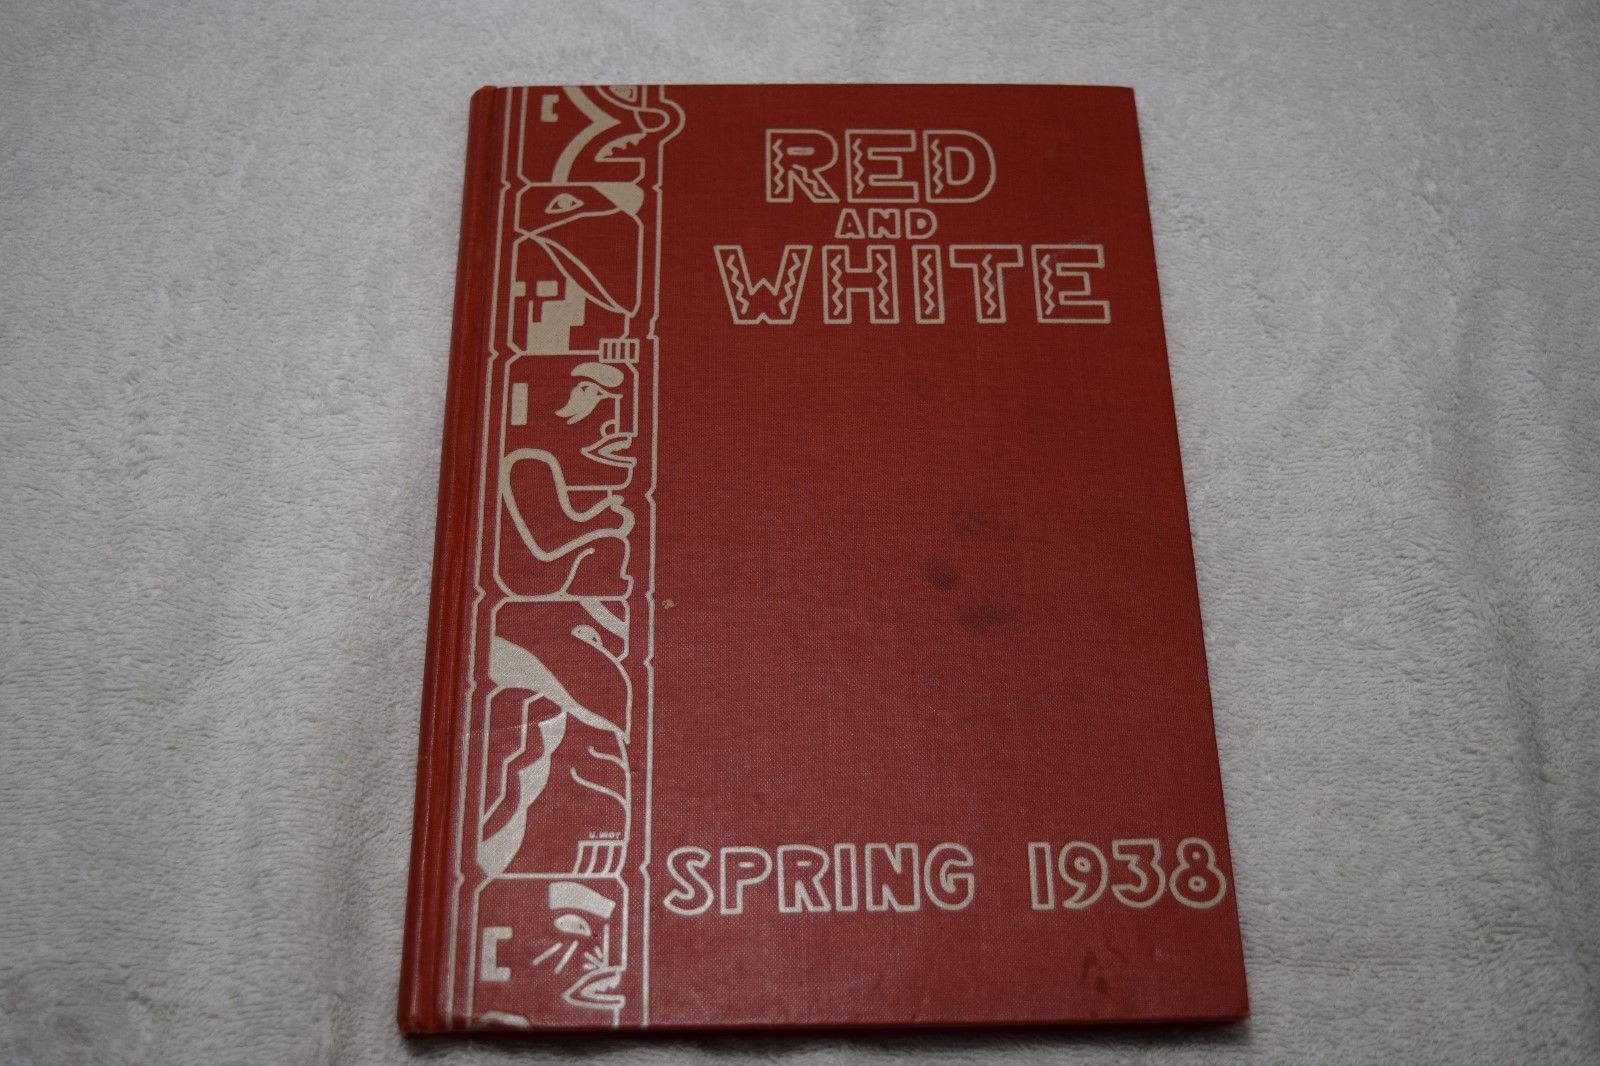 RED
AND
WHITE
SPRING 1938